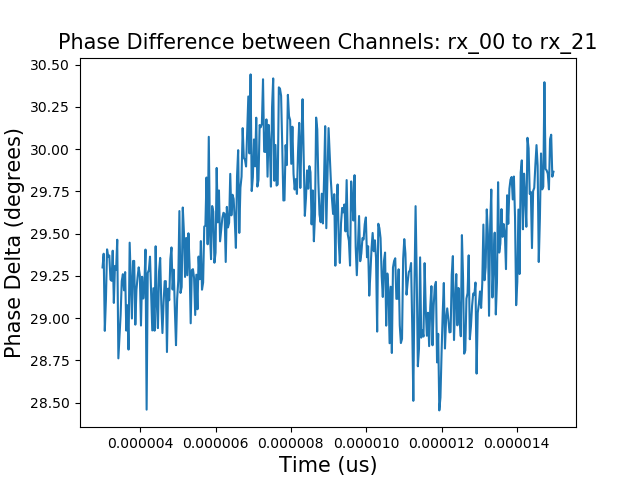 Phase Difference between Channels: rx_00 to rx_21
Phase Delta (degrees)
30.50
30.25
30.00
29.75
29.50
29.25
29.00
28.75
28.50
0.000004 0.000006 0.000008 0.000010 0.000012 0.000014
Time (us)